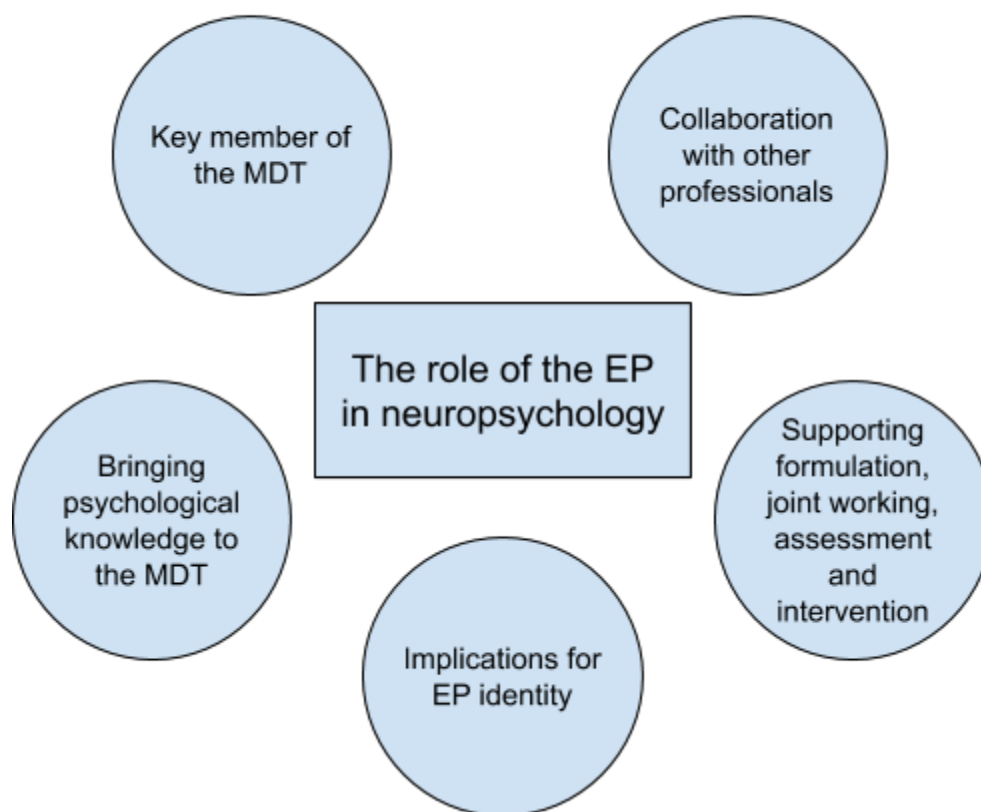 Key member of
the MDT
Collaboration
with other
professionals
The role of the EP
in neuropsychology
Bringing
psychological
knowledge to
the MDT
Supporting
formulation,
joint working,
assessment
and
intervention
Implications for
EP identity